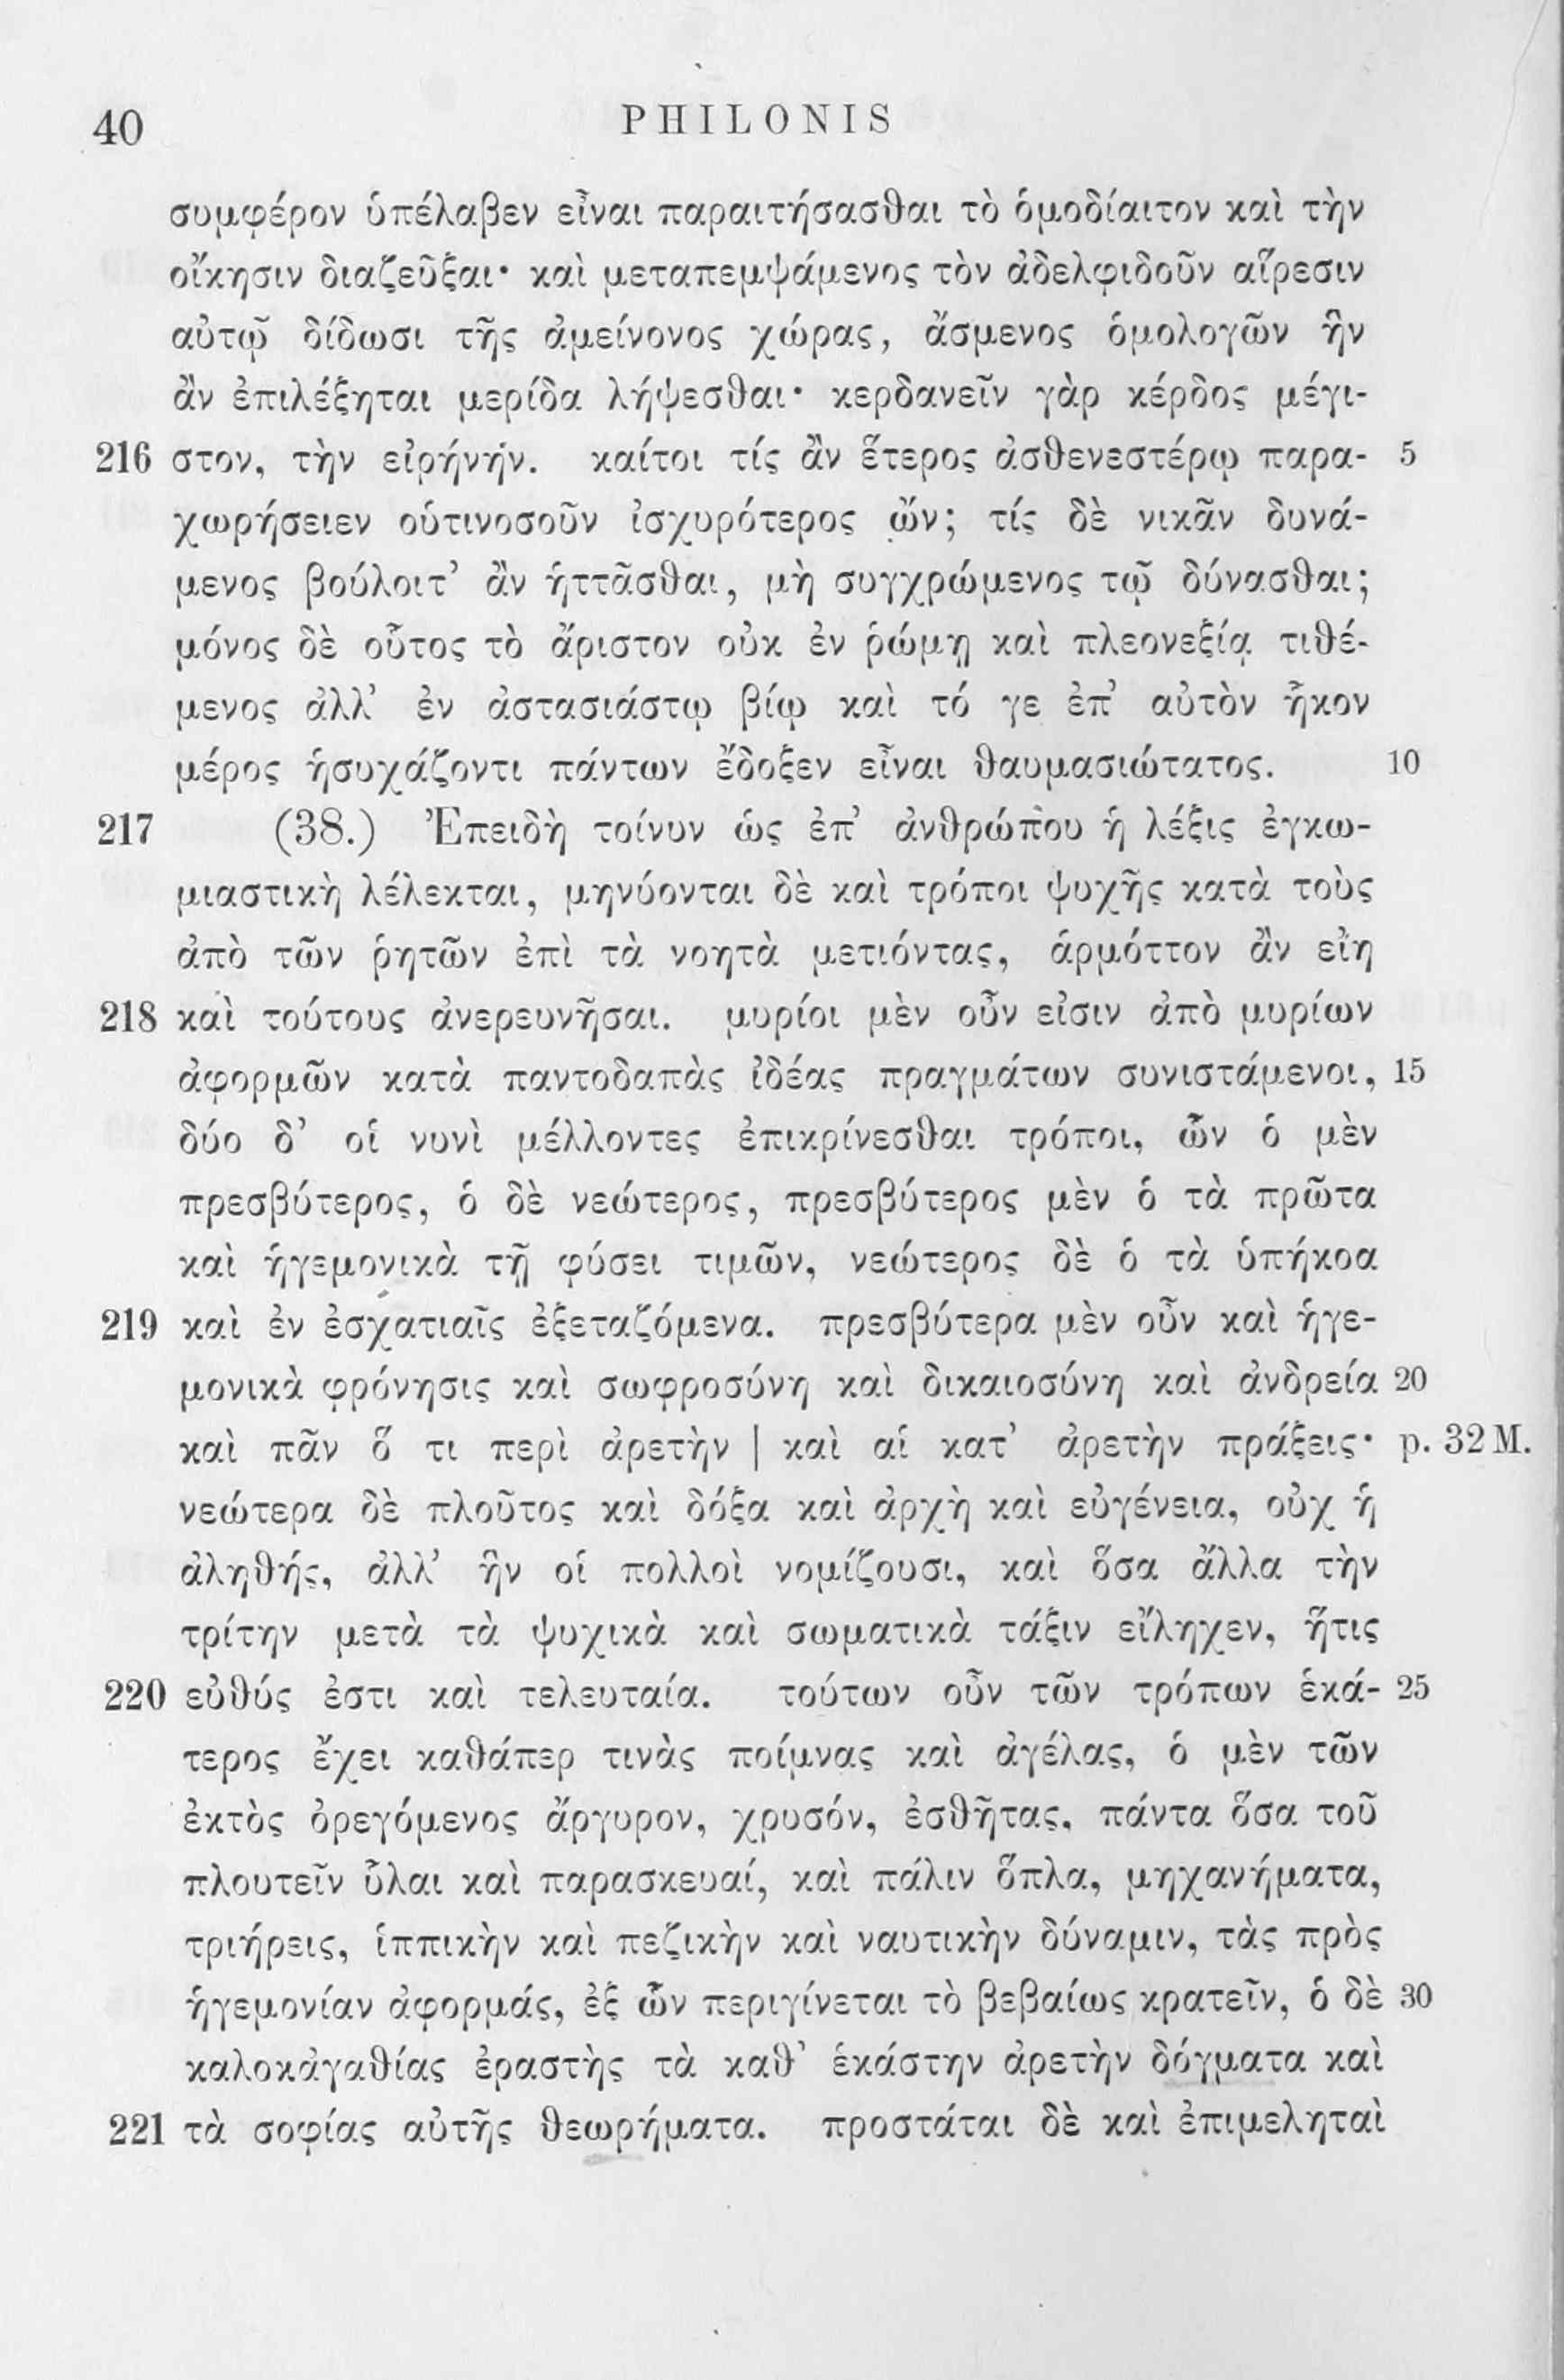 40 PHILONIS
συμφέρον ὑπέλαβεν εἶναι παραιτήσασθαι τὸ ὁμοδίαιτον καὶ τὴν
οἴκησιν διαζεῦξαι· καὶ μεταπεμψάμενος τὸν ἀδελφιδοῦν αἵρεσιν
αὐτῷ δίδωσι τῆς ἀμείνονος χώρας, ἄσμενος ὁμολογῶν ἣν
ἂν ἐπιλέξηται μερίδα λήψεσθαι· κερδανεῖν γὰρ κέρδος μέγι-
216 στον, τὴν εἰρήνην. καίτοι τίς ἂν ἕτερος ἀσθενεστέρῳ παρα- 5
χωρήσειεν οὑτινοσοῦν ἰσχυρότερος ὤν; τίς δὲ νικᾶν δυνά-
μενος βούλοιτ’ ἂν ἡττᾶσθαι, μὴ συγχρώμενος τῷ δύνασθαι;
μόνος δὲ οὗτος τὸ ἄριστον οὐκ ἐν ῥώμῃ καὶ πλεονεξίᾳ τιθέ-
μενος ἀλλ’ ἐν ἀστασιάστῳ βίῳ καὶ τό γε ἐπ’ αὐτὸν ἧκον
μέρος ἡσυχάζοντι πάντων ἔδοξεν εἶναι θαυμασιώτατος. 10
217 (38.) Ἐπειδὴ τοίνυν ὡς ἐπ’ ἀνθρώπου ἡ λέξις ἐγκω-
μιαστικὴ λέλεκται, μηνύονται δὲ καὶ τρόποι ψυχῆς κατὰ τοὺς
ἀπὸ τῶν ῥητῶν ἐπὶ τὰ νοητὰ μετιόντας, ἁρμόττον ἂν εἴη
218 καὶ τούτους ἀνερευνῆσαι. μυρίοι μὲν οὖν εἰσιν ἀπὸ μυρίων
ἀφορμῶν κατὰ παντοδαπὰς ἰδέας πραγμάτων συνιστάμενοι, 15
δύο δ’ οἱ νυνὶ μέλλοντες ἐπικρίνεσθαι τρόποι, ὧν ὁ μὲν
πρεσβύτερος, ὁ δὲ νεώτερος, πρεσβύτερος μὲν ὁ τὰ πρῶτα
καὶ ἡγεμονικὰ τῇ φύσει τιμῶν, νεώτερος δὲ ὁ τὰ ὑπήκοα
219 καὶ ἐν ἐσχατιαῖς ἐξεταζόμενα. πρεσβύτερα μὲν οὖν καὶ ἡγε-
μονικὰ φρόνησις καὶ σωφροσύνη καὶ δικαιοσύνη καὶ ἀνδρεία 20
καὶ πᾶν ὅ τι περὶ ἀρετὴν | καὶ αἱ κατ’ ἀρετὴν πράξεις· p. 32 M.
νεώτερα δὲ πλοῦτος καὶ δόξα καὶ ἀρχὴ καὶ εὐγένεια, οὐχ ἡ
ἀληθής, ἀλλ’ ἣν οἱ πολλοὶ νομίζουσι, καὶ ὅσα ἄλλα τὴν
τρίτην μετὰ τὰ ψυχικὰ καὶ σωματικὰ τάξιν εἴληχεν, ἥτις
220 εὐθύς ἐστι καὶ τελευταία. τούτων οὖν τῶν τρόπων ἑκά- 25
τερος ἔχει καθάπερ τινὰς ποίμνας καὶ ἀγέλας, ὁ μὲν τῶν
ἐκτὸς ὀρεγόμενος ἄργυρον, χρυσόν, ἐσθῆτας, πάντα ὅσα τοῦ
πλουτεῖν ὗλαι καὶ παρασκευαί, καὶ πάλιν ὅπλα, μηχανήματα,
τριήρεις, ἱππικὴν καὶ πεζικὴν καὶ ναυτικὴν δύναμιν, τὰς πρὸς
ἡγεμονίαν ἀφορμάς, ἐξ ὧν περιγίνεται τὸ βεβαίως κρατεῖν, ὁ δὲ 30
καλοκἀγαθίας ἐραστὴς τὰ καθ’ ἑκάστην ἀρετὴν δόγματα καὶ
221 τὰ σοφίας αὐτῆς θεωρήματα. προστάται δὲ καὶ ἐπιμεληταὶ